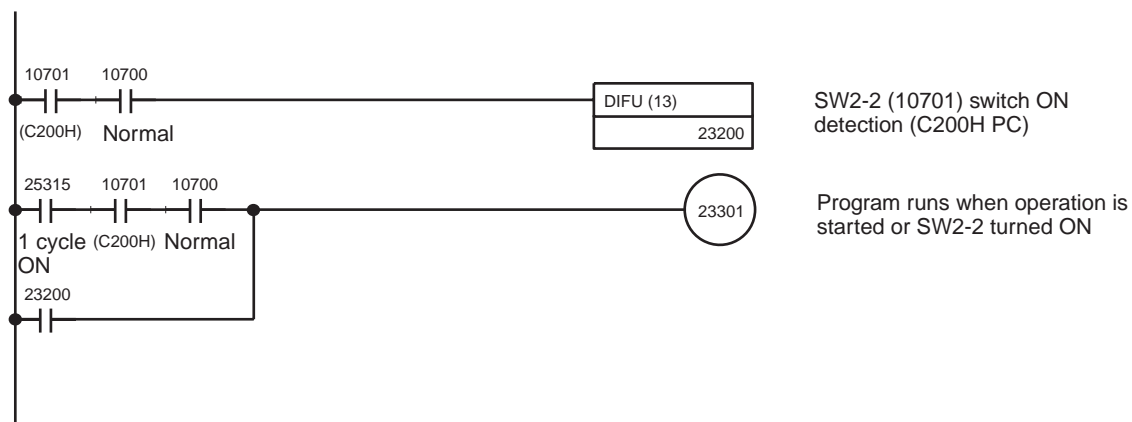 10701 10700
DIFU (13)
(C200H) Normal
23200
SW2-2 (10701) switch ON
detection (C200H PC)
25315 10701 10700
1 cycle (C200H) Normal
ON
23301
Program runs when operation is
started or SW2-2 turned ON
23200